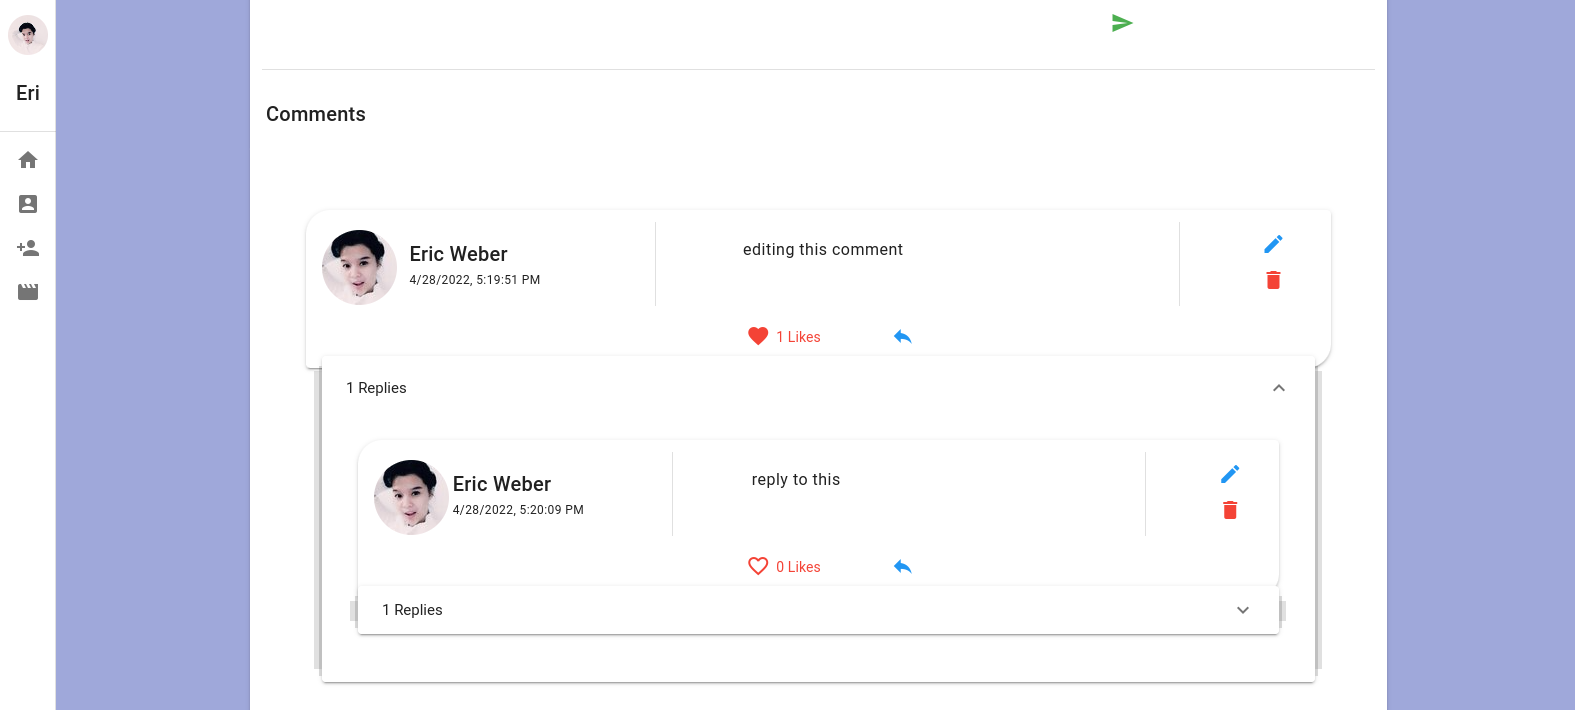 Eri
Comments
Eric Weber
4/28/2022, 5:19:51 PM
editing this comment
1 Likes
1 Replies
Eric Weber
4/28/2022, 5:20:09 PM
reply to this
0 Likes
1 Replies